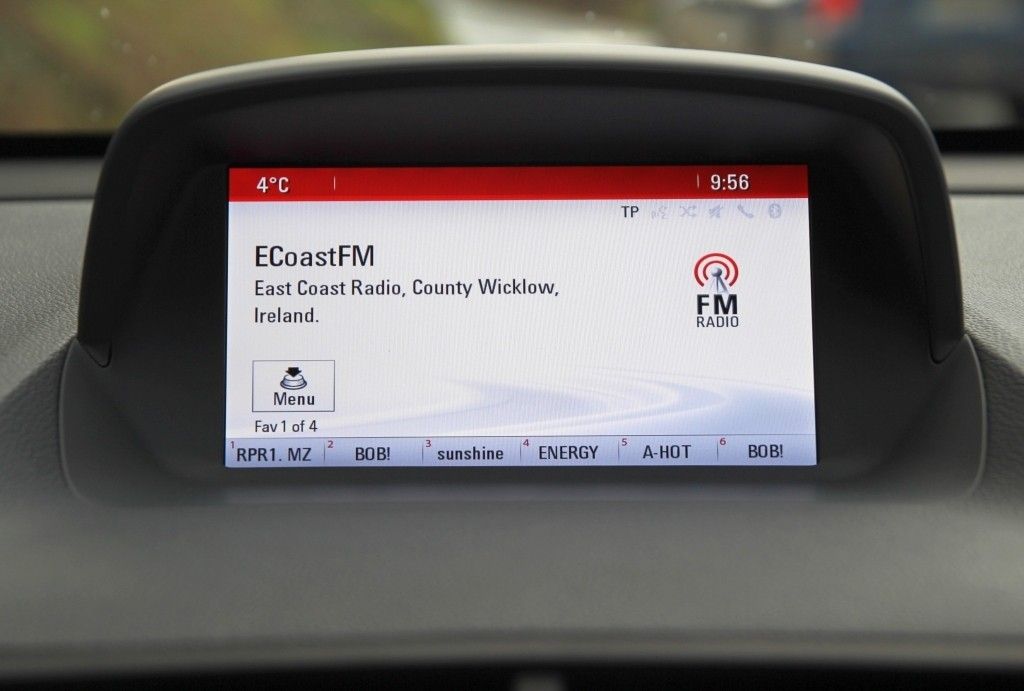 4°C
9:56
TP
ECoastFM
East Coast Radio, County Wicklow,
Ireland.
FM
RADIO
Menu
Fav 1 of 4
1 RPR1. MZ 2 BOB! 3 sunshine 4 ENERGY 5 A-HOT 6 BOB!